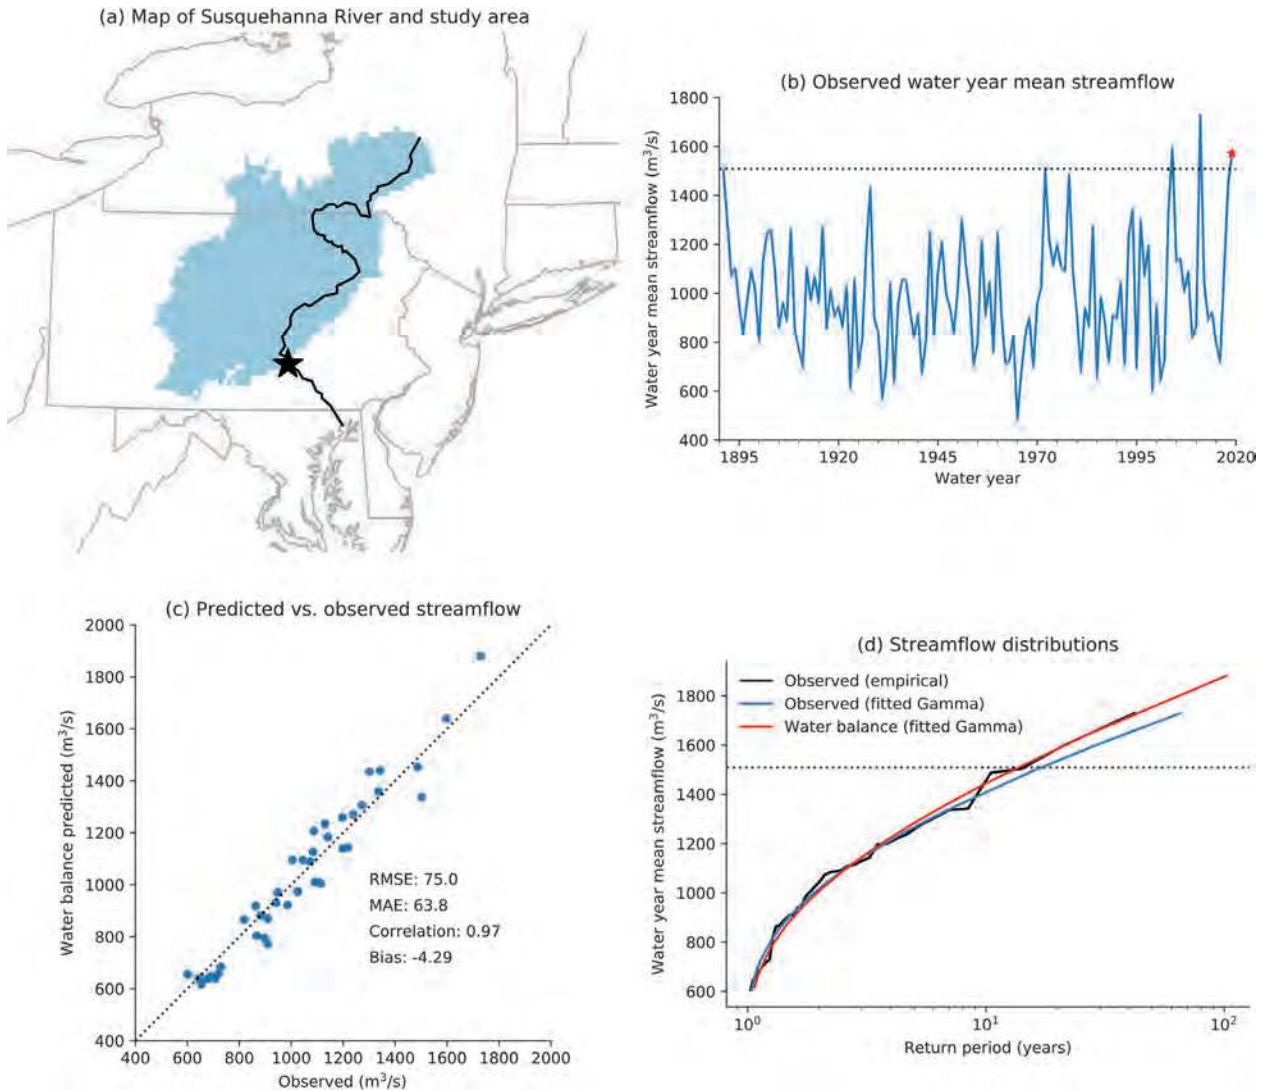 (a) Map of Susquehanna River and study area
(b) Observed water year mean streamflow
Water year mean streamflow (m³/s)
1800
1600
1400
1200
1000
800
600
400
1895
1920
1945
1970
1995
2020
Water year
(c) Predicted vs. observed streamflow
Water balance predicted (m³/s)
2000
1800
1600
1400
1200
1000
800
600
400
RMSE: 75.0
MAE: 63.8
Correlation: 0.97
Bias: -4.29
400
600
800
1000
1200
1400
1600
1800
2000
Observed (m³/s)
(d) Streamflow distributions
Water year mean streamflow (m³/s)
Observed (empirical)
Observed (fitted Gamma)
Water balance (fitted Gamma)
1800
1600
1400
1200
1000
800
600
10⁰
10¹
10²
Return period (years)